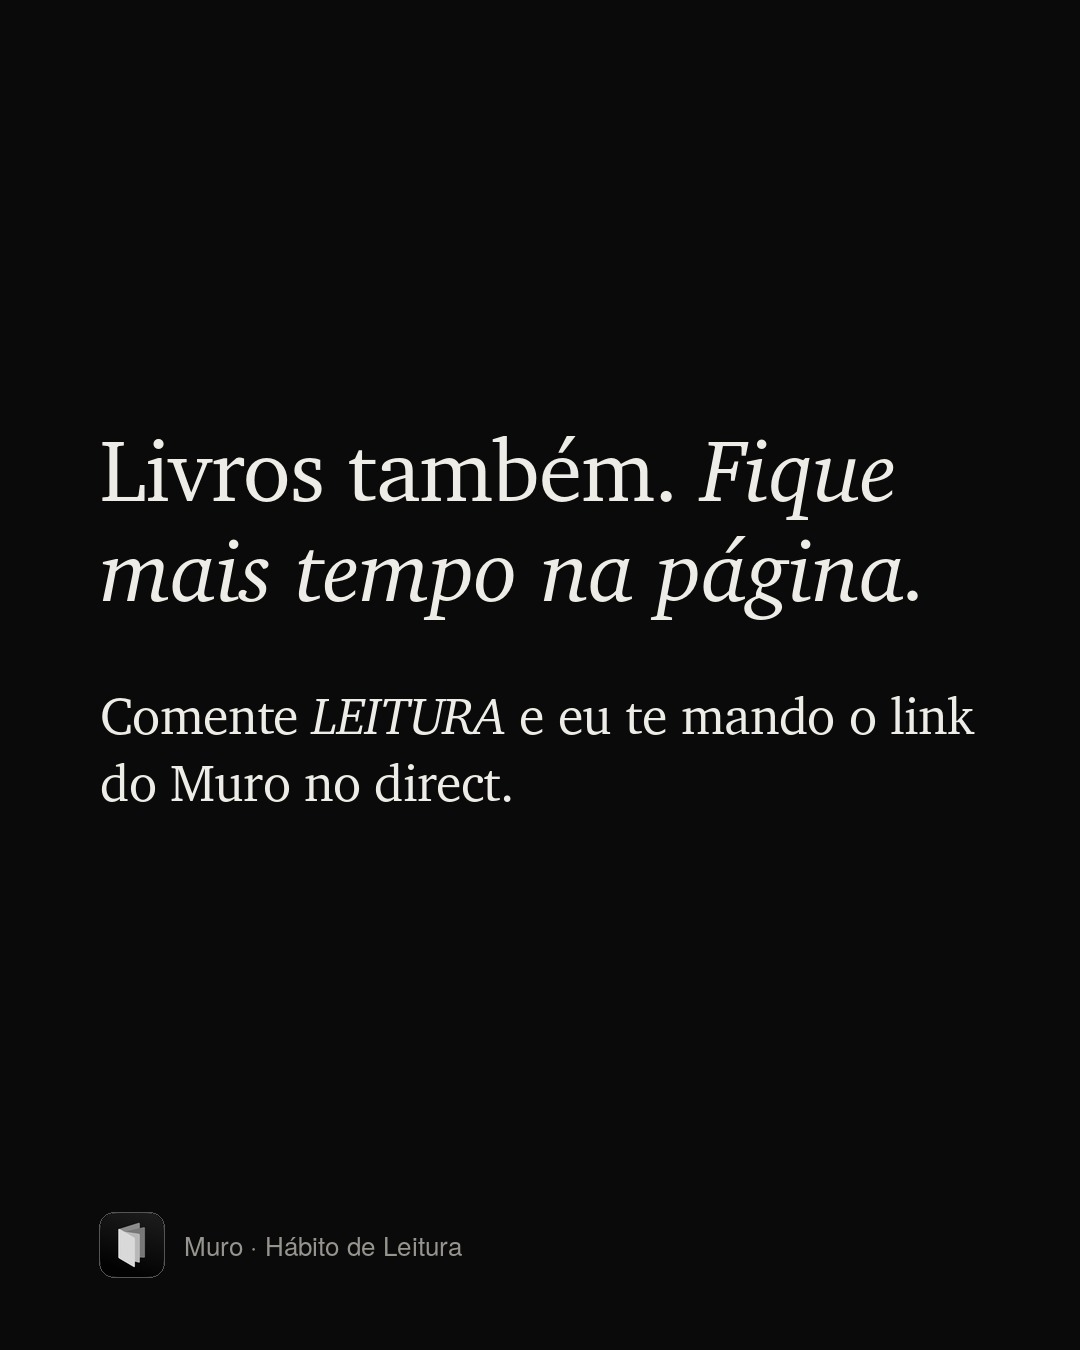 Livros também. Fique
mais tempo na página.
Comente LEITURA e eu te mando o link
do Muro no direct.
Muro · Hábito de Leitura